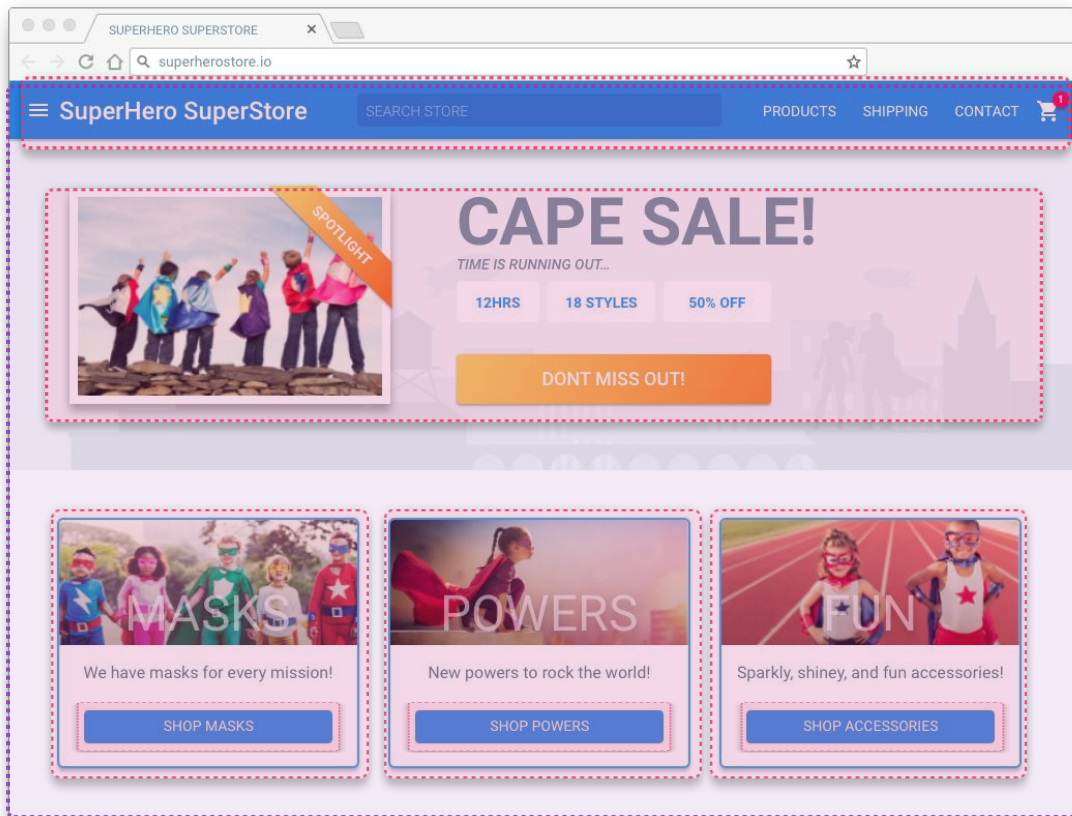 SUPERHERO SUPERSTORE
superherostore.io
SuperHero SuperStore SEARCH STORE PRODUCTS SHIPPING CONTACT 1
SPOTLIGHT
CAPE SALE!
TIME IS RUNNING OUT...
12HRS 18 STYLES 50% OFF
DONT MISS OUT!
MASKS POWERS FUN
We have masks for every mission! New powers to rock the world! Sparkly, shiney, and fun accessories!
SHOP MASKS SHOP POWERS SHOP ACCESSORIES